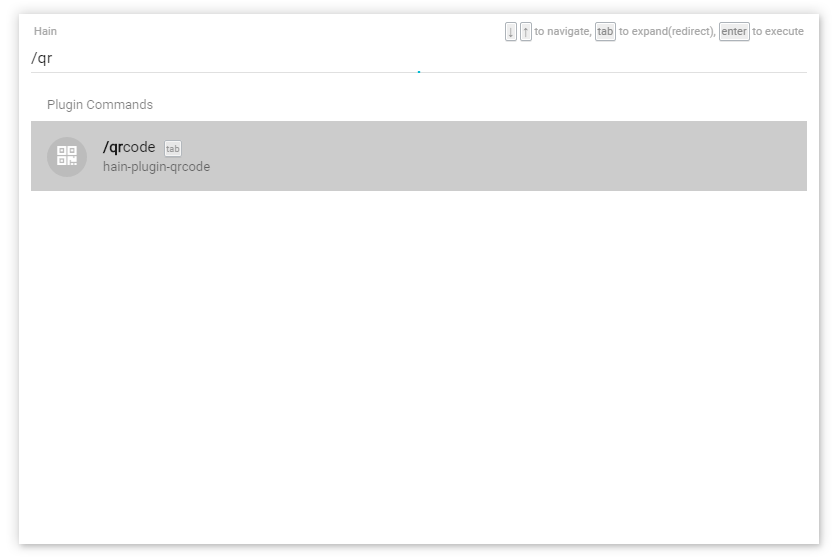 Hain
↓ ↑ to navigate, tab to expand(redirect), enter to execute
/qr
Plugin Commands
/qrcode tab
hain-plugin-qrcode